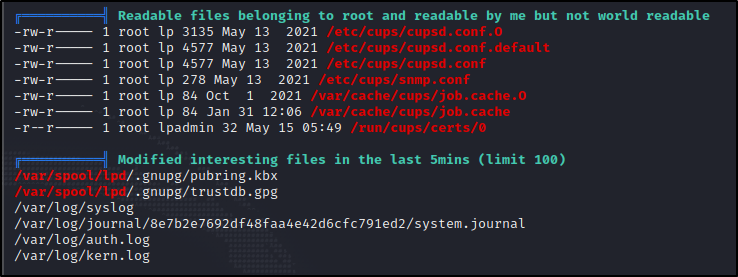 ╔══════════╣ Readable files belonging to root and readable by me but not world readable
-rw-r----- 1 root lp 3135 May 13  2021 /etc/cups/cupsd.conf.O
-rw-r----- 1 root lp 4577 May 13  2021 /etc/cups/cupsd.conf.default
-rw-r----- 1 root lp 4577 May 13  2021 /etc/cups/cupsd.conf
-rw-r----- 1 root lp 278 May 13  2021 /etc/cups/snmp.conf
-rw-r----- 1 root lp 84 Oct  1  2021 /var/cache/cups/job.cache.O
-rw-r----- 1 root lp 84 Jan 31 12:06 /var/cache/cups/job.cache
-r--r----- 1 root lpadmin 32 May 15 05:49 /run/cups/certs/0
╔══════════╣ Modified interesting files in the last 5mins (limit 100)
/var/spool/lpd/.gnupg/pubring.kbx
/var/spool/lpd/.gnupg/trustdb.gpg
/var/log/syslog
/var/log/journal/8e7b2e7692df48faa4e42d6cfc791ed2/system.journal
/var/log/auth.log
/var/log/kern.log